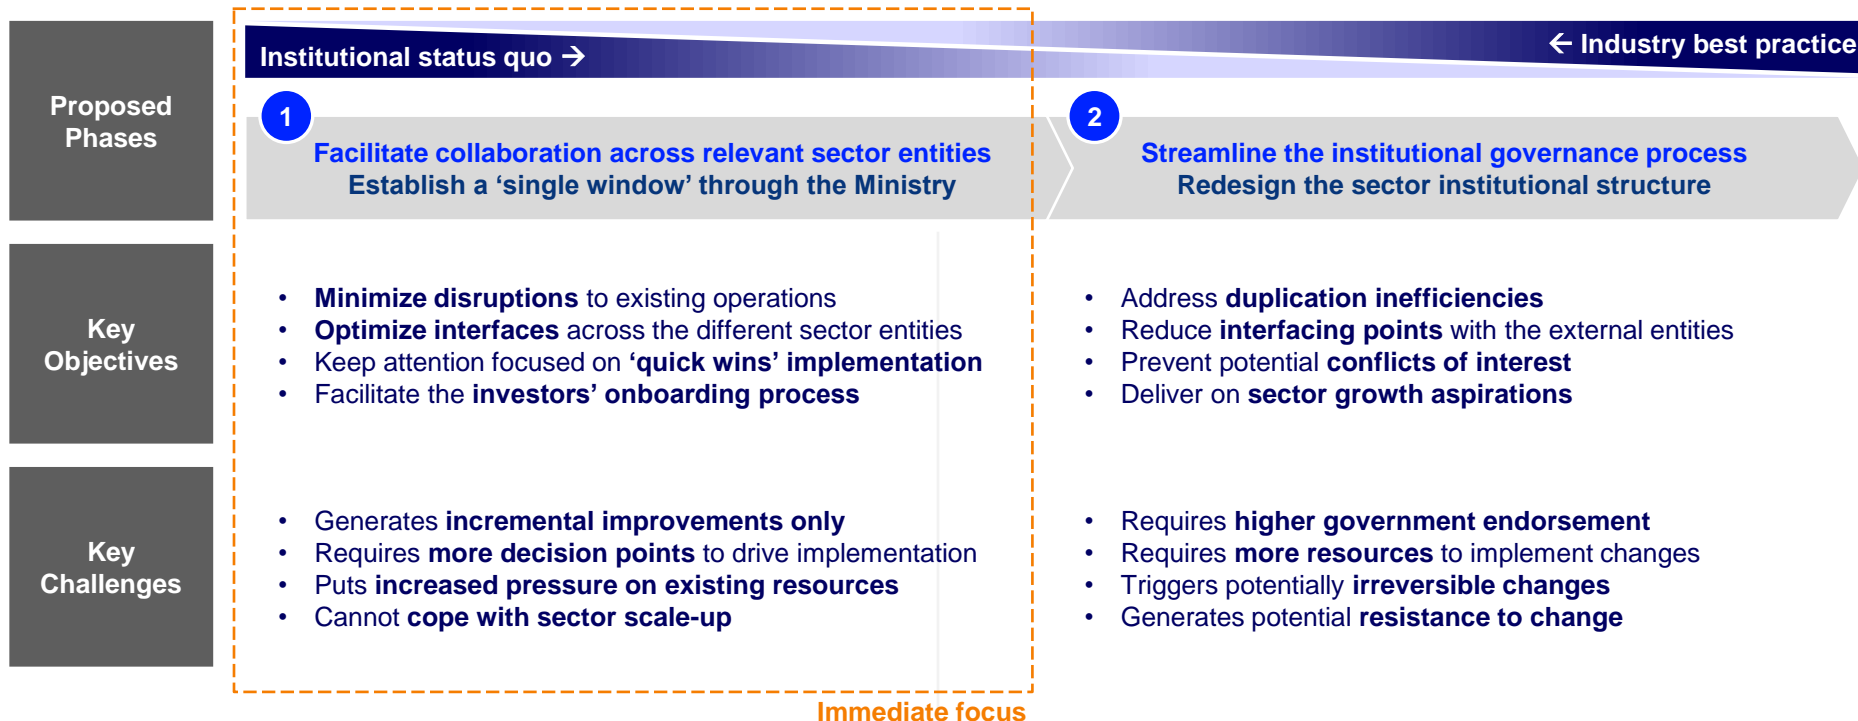 Institutional status quo →
← Industry best practice
Proposed
Phases
1
Facilitate collaboration across relevant sector entities
Establish a ‘single window’ through the Ministry
2
Streamline the institutional governance process
Redesign the sector institutional structure
Key
Objectives
• Minimize disruptions to existing operations
• Optimize interfaces across the different sector entities
• Keep attention focused on ‘quick wins’ implementation
• Facilitate the investors’ onboarding process
• Address duplication inefficiencies
• Reduce interfacing points with the external entities
• Prevent potential conflicts of interest
• Deliver on sector growth aspirations
Key
Challenges
• Generates incremental improvements only
• Requires more decision points to drive implementation
• Puts increased pressure on existing resources
• Cannot cope with sector scale-up
• Requires higher government endorsement
• Requires more resources to implement changes
• Triggers potentially irreversible changes
• Generates potential resistance to change
Immediate focus